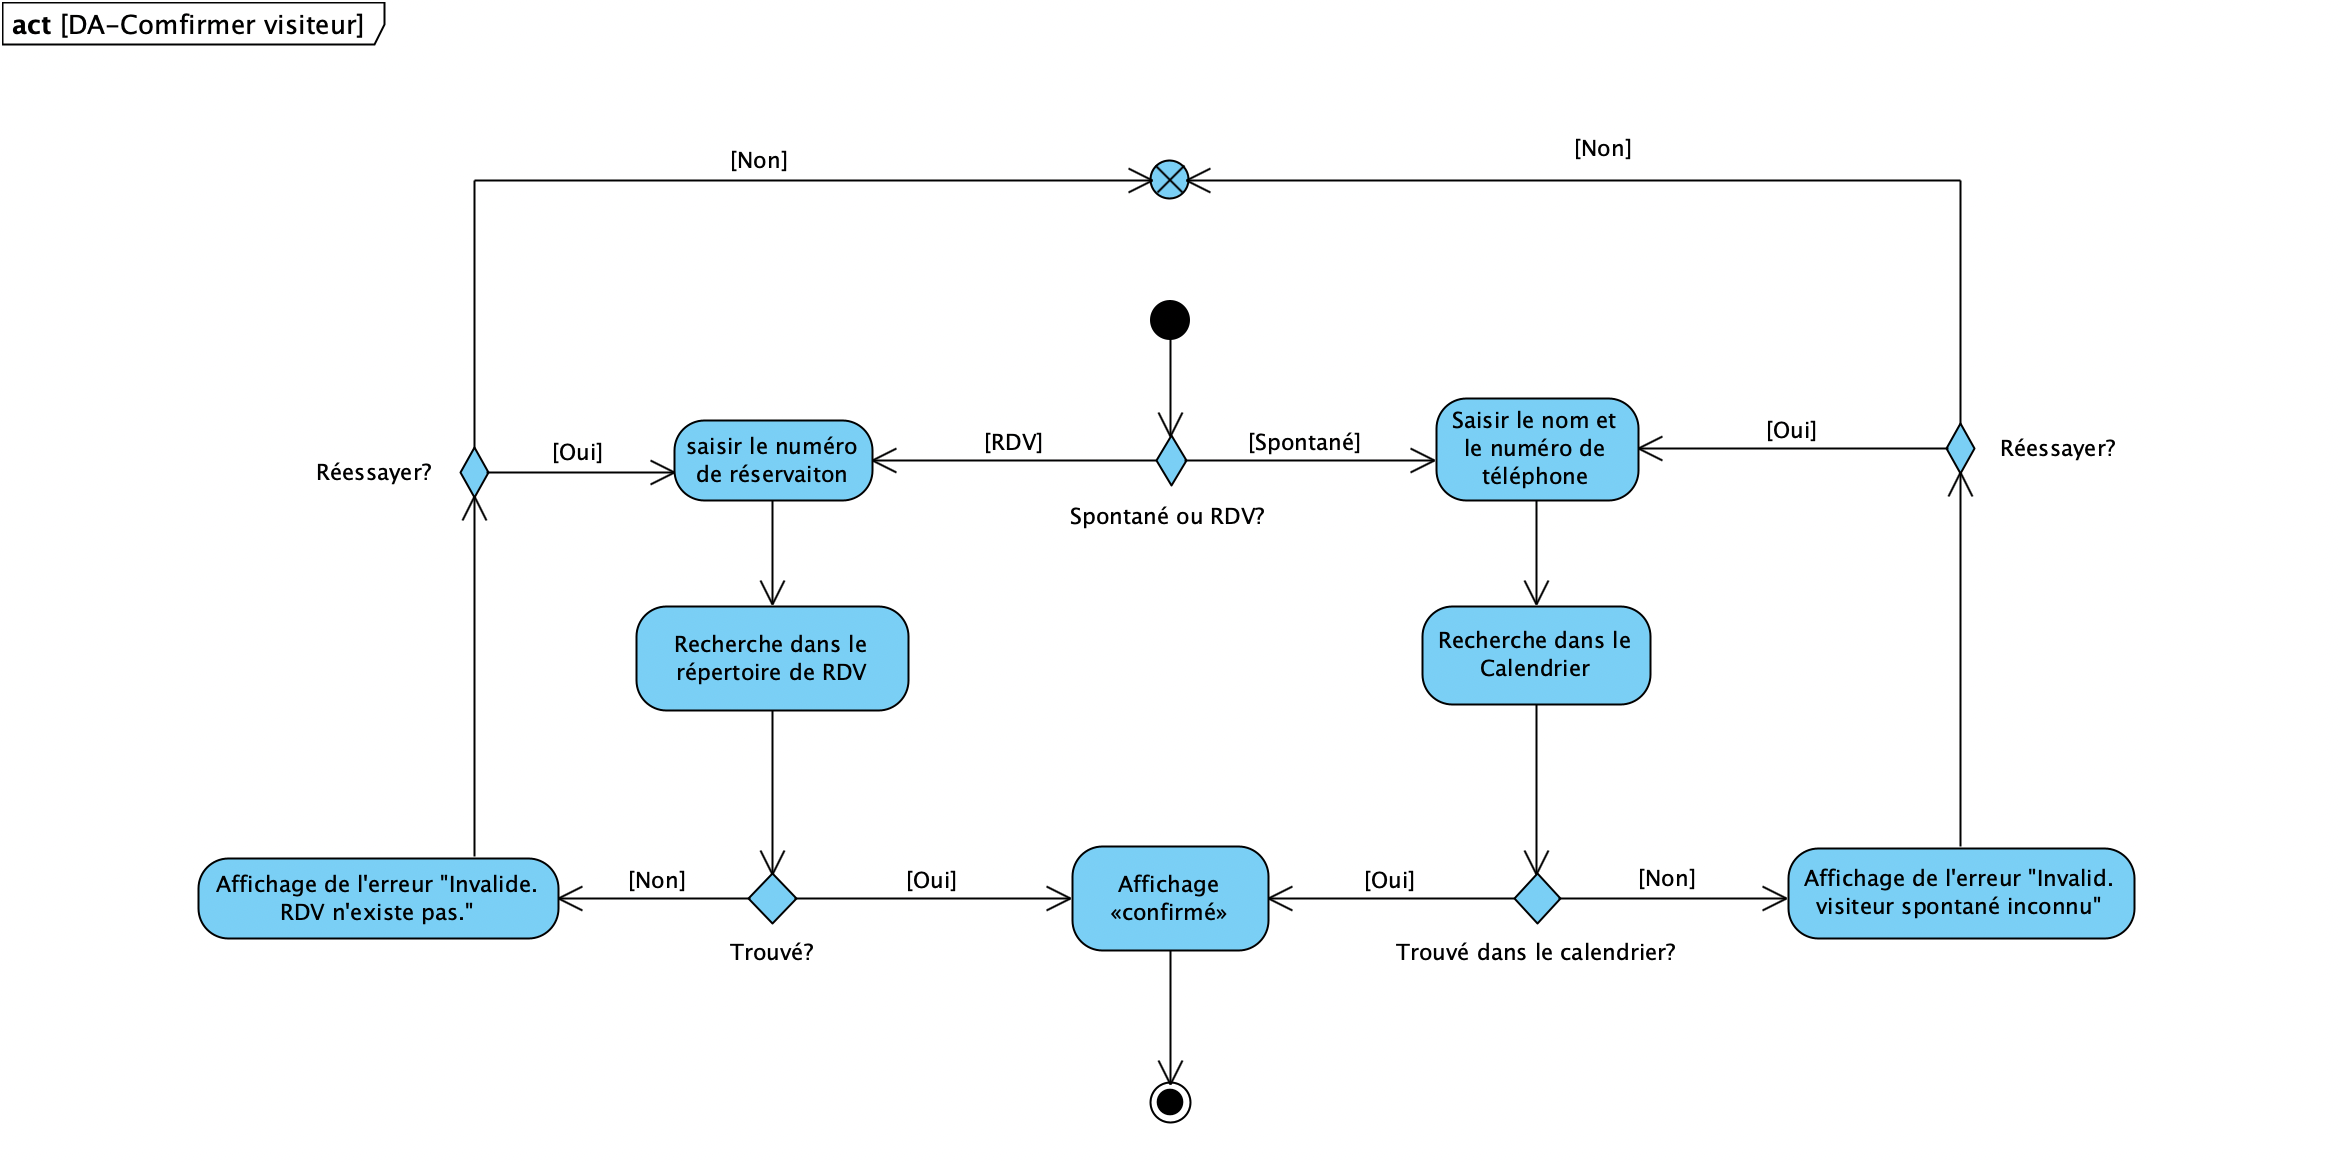 act [DA-Comfirmer visiteur]
[Non]
[Non]
Réessayer?
[Oui]
saisir le numéro
de réservaiton
[RDV]
[Spontané]
Spontané ou RDV?
Saisir le nom et
le numéro de
téléphone
[Oui]
Réessayer?
Recherche dans le
répertoire de RDV
Recherche dans le
Calendrier
Affichage de l'erreur "Invalide.
RDV n'existe pas."
[Non]
Trouvé?
[Oui]
Affichage
«confirmé»
[Oui]
Trouvé dans le calendrier?
[Non]
Affichage de l'erreur "Invalid.
visiteur spontané inconnu"